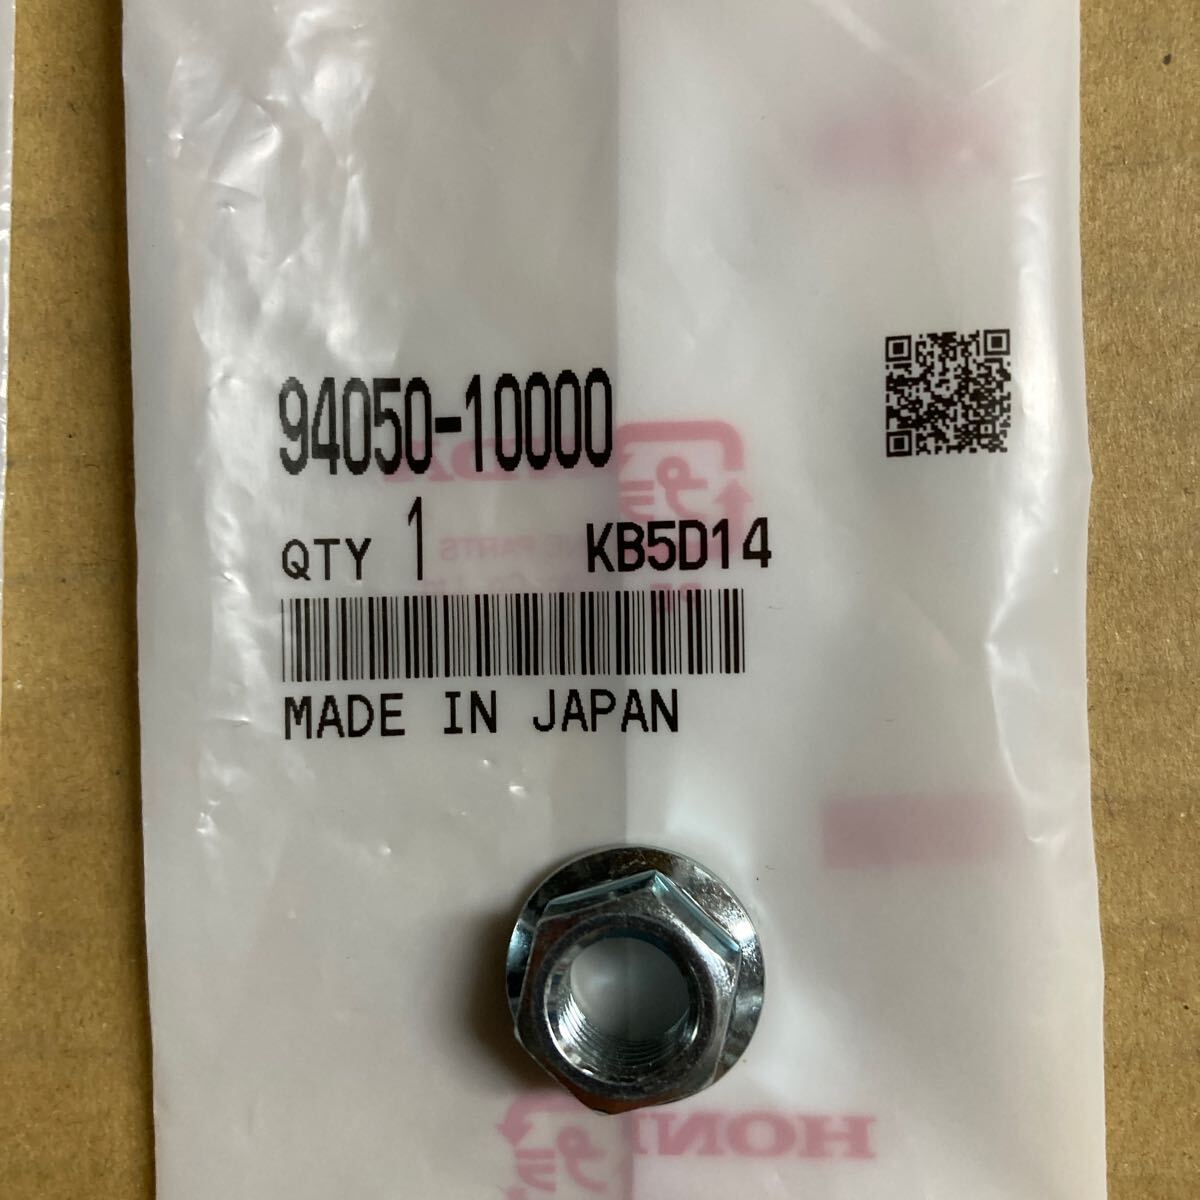 94050-10000
QTY 1 KB5D14
MADE IN JAPAN